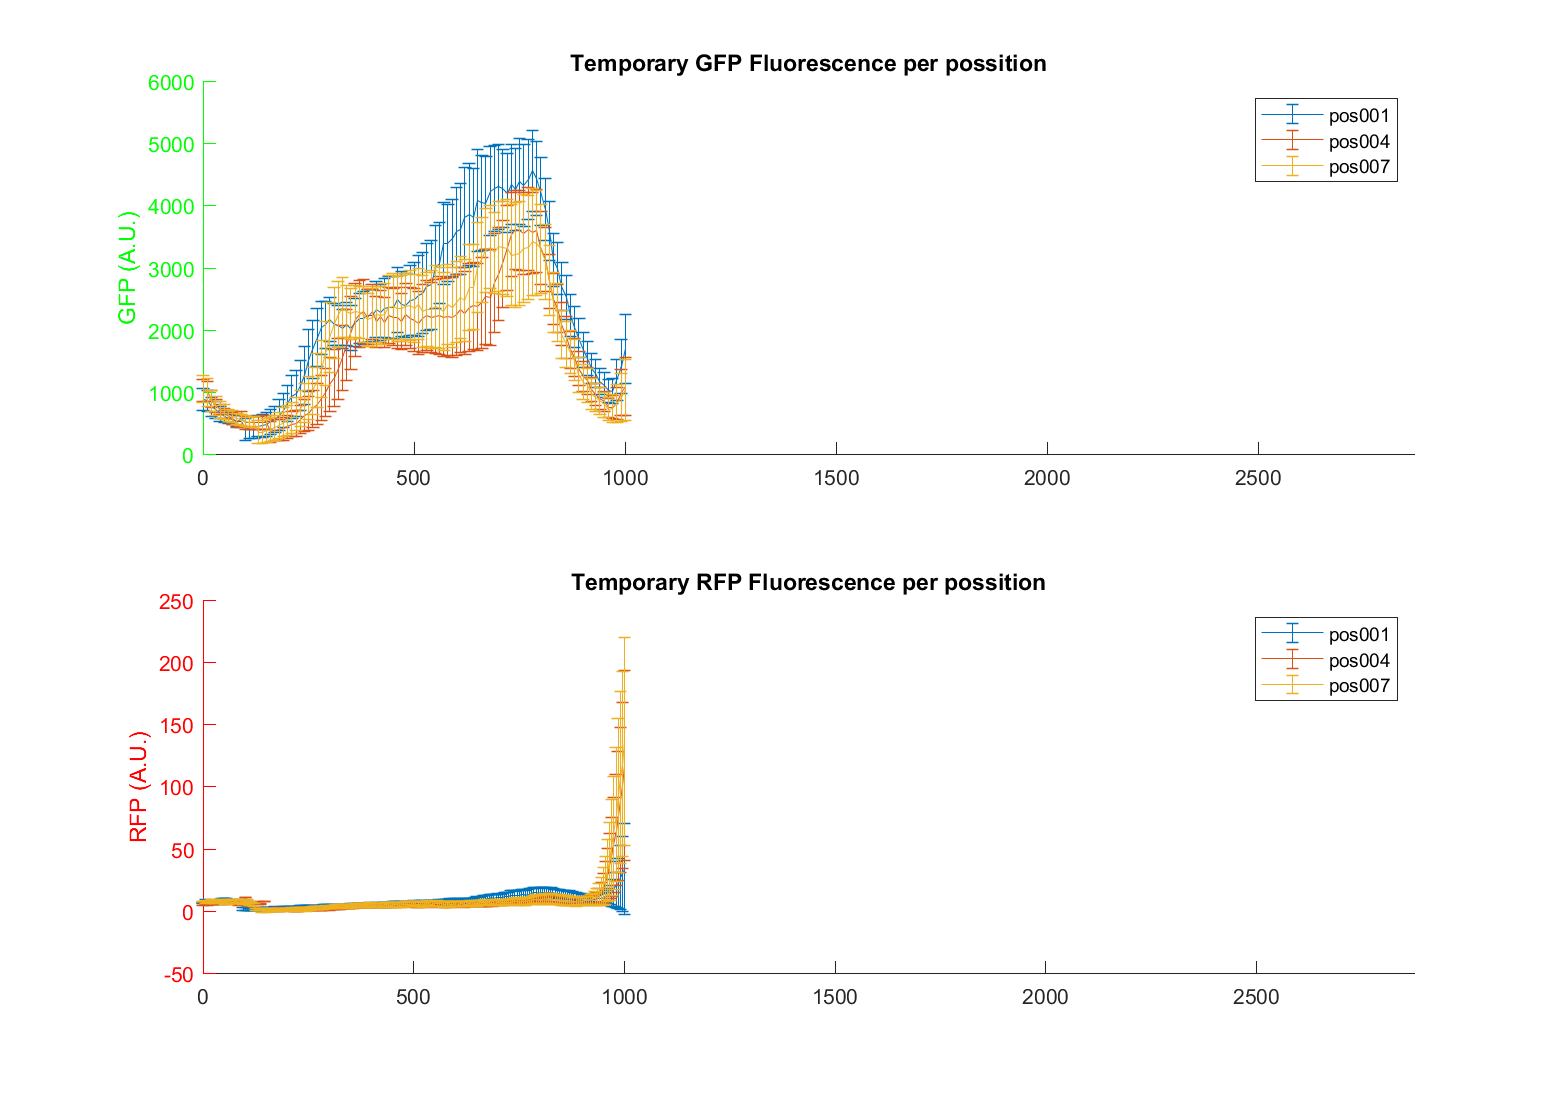 Temporary GFP Fluorescence per possition
6000
5000
4000
3000
2000
1000
0
GFP (A.U.)
pos001
pos004
pos007
0 500 1000 1500 2000 2500
Temporary RFP Fluorescence per possition
250
200
150
100
50
0
-50
RFP (A.U.)
pos001
pos004
pos007
0 500 1000 1500 2000 2500